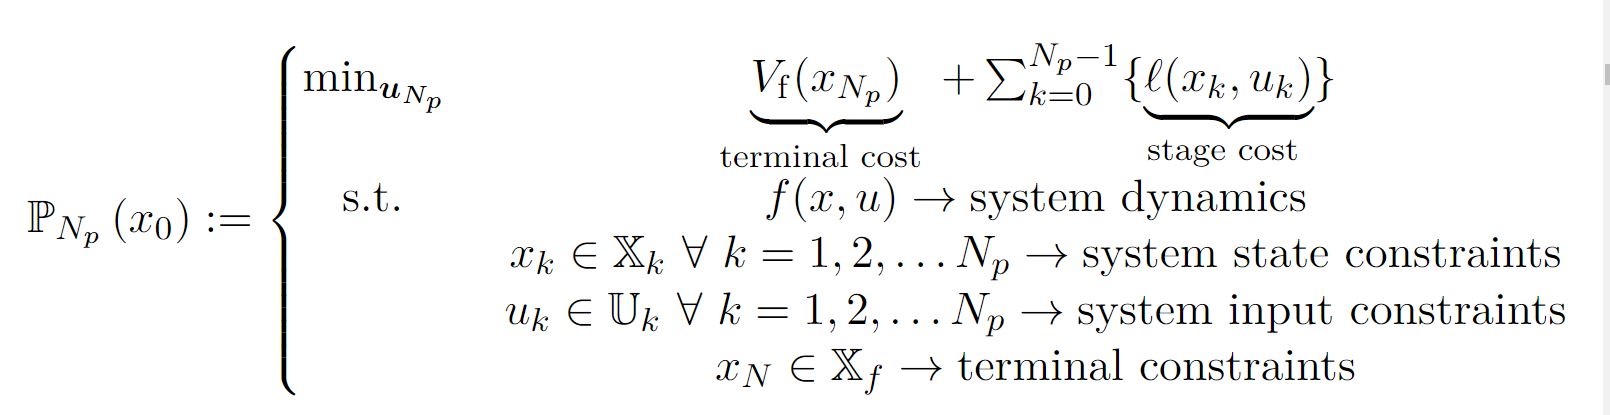 min_{𝒖_{N_p}} V_f(x_{N_p}) + ∑_{k=0}^{N_p−1} {ℓ(x_k, u_k)}
terminal cost stage cost
s.t. f(x, u) → system dynamics
ℙ_{N_p} (x_0) :=
x_k ∈ 𝕏_k ∀ k = 1, 2, . . . N_p → system state constraints
u_k ∈ 𝕌_k ∀ k = 1, 2, . . . N_p → system input constraints
x_N ∈ 𝕏_f → terminal constraints